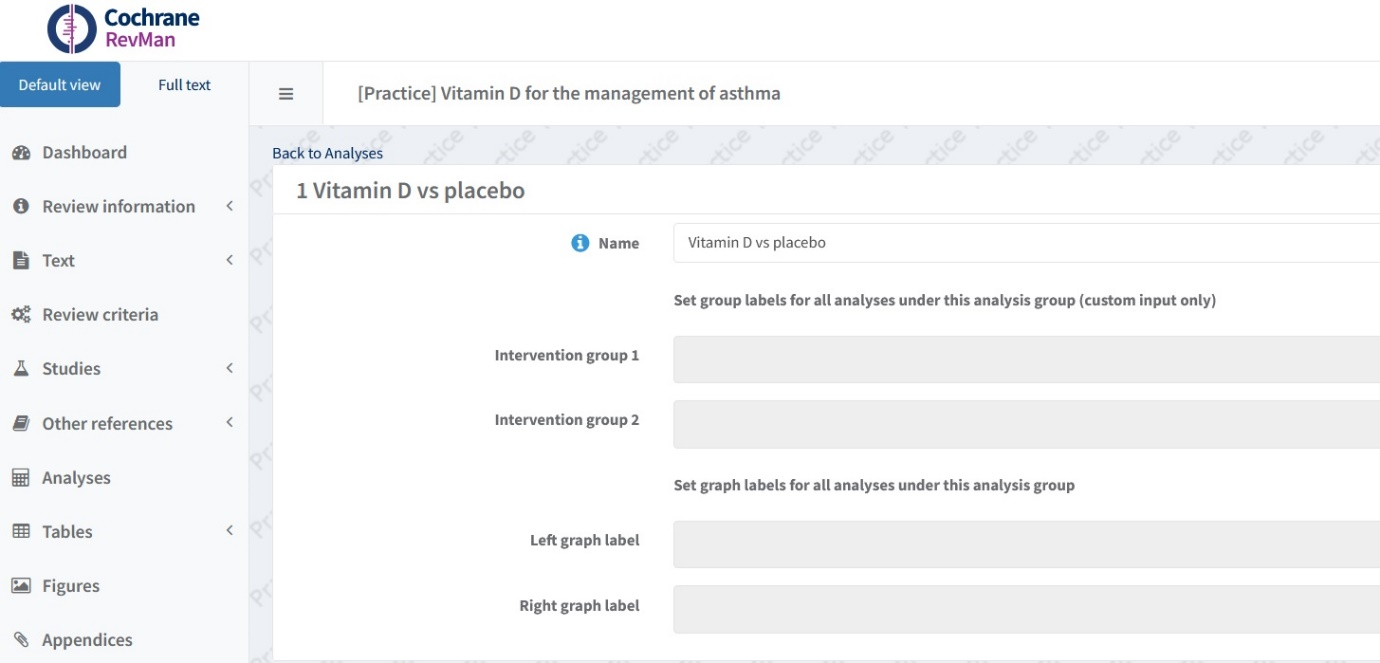 Cochrane
RevMan
Default view
Full text
[Practice] Vitamin D for the management of asthma
Dashboard
Review information
Text
Review criteria
Studies
Other references
Analyses
Tables
Figures
Appendices
Back to Analyses
1 Vitamin D vs placebo
Name
Vitamin D vs placebo
Set group labels for all analyses under this analysis group (custom input only)
Intervention group 1
Intervention group 2
Set graph labels for all analyses under this analysis group
Left graph label
Right graph label